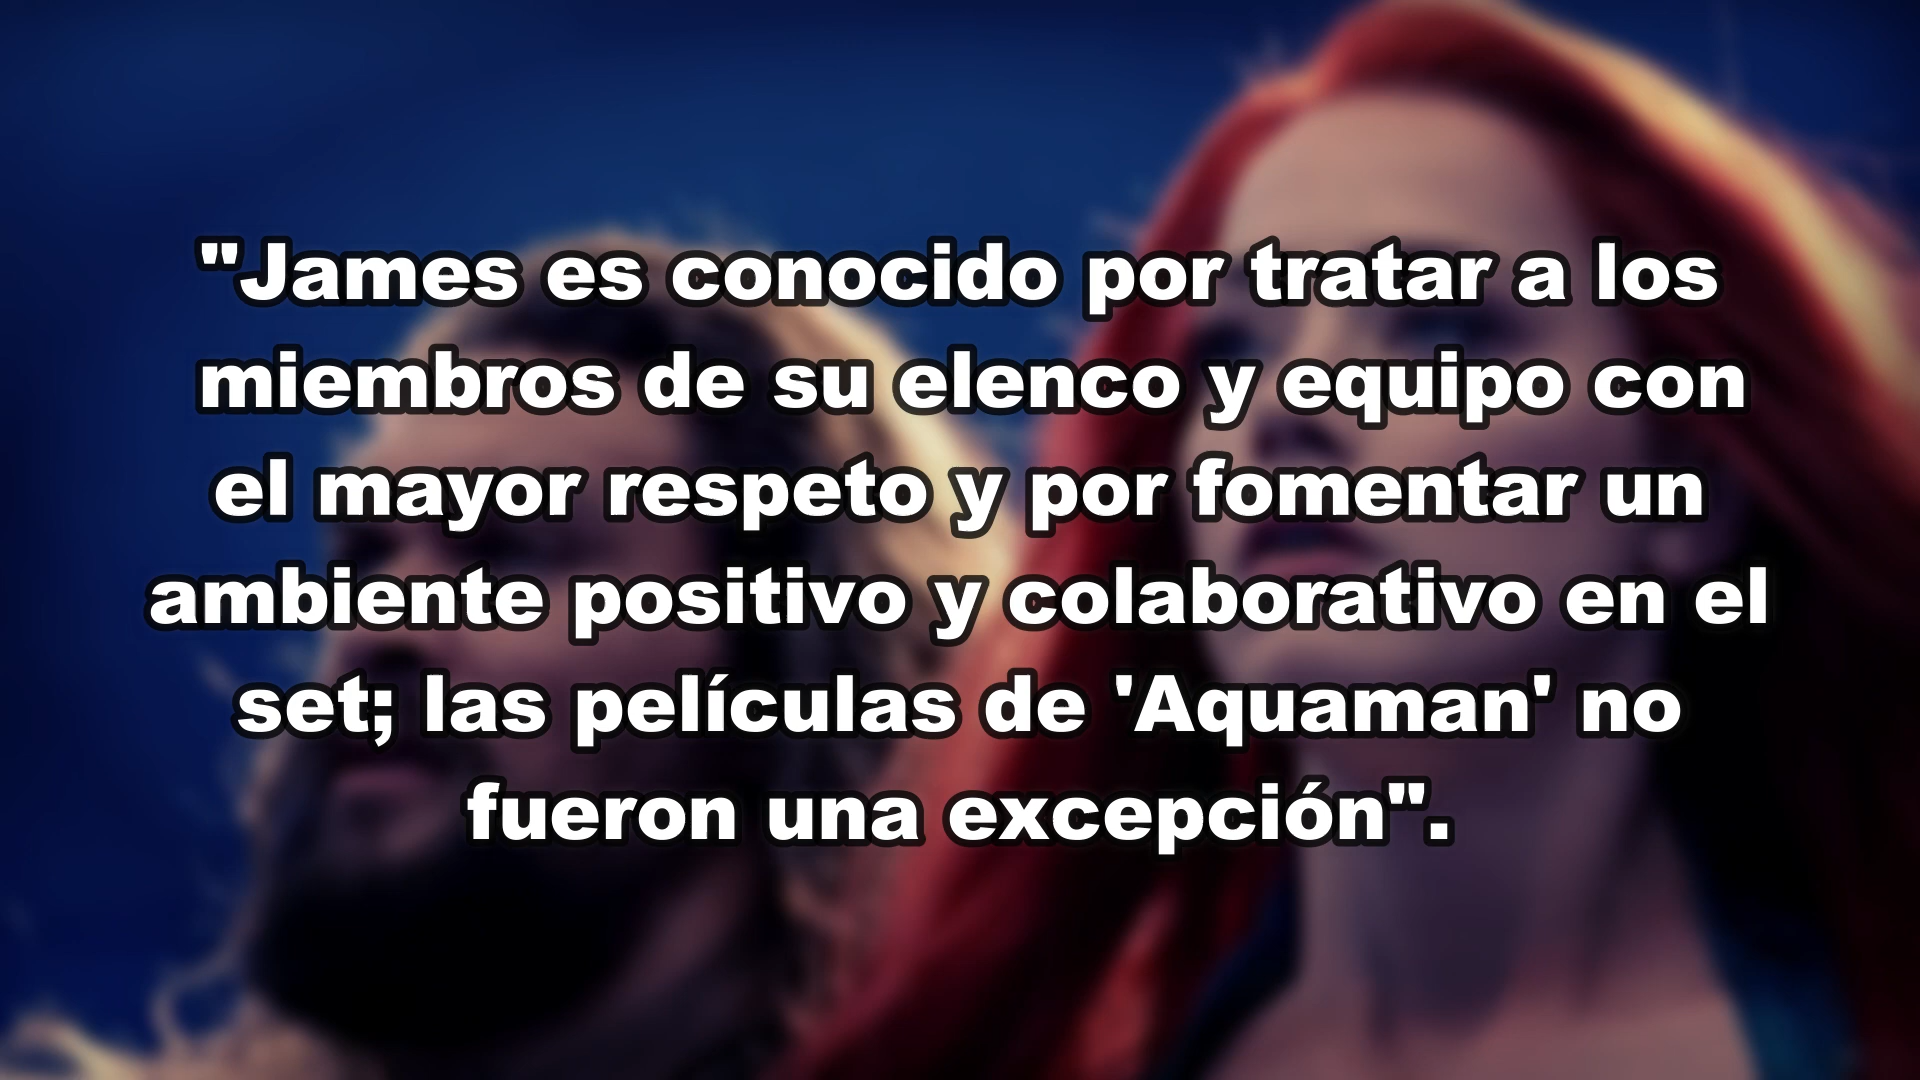 "James es conocido por tratar a los
miembros de su elenco y equipo con
el mayor respeto y por fomentar un
ambiente positivo y colaborativo en el
set; las películas de 'Aquaman' no
fueron una excepción".